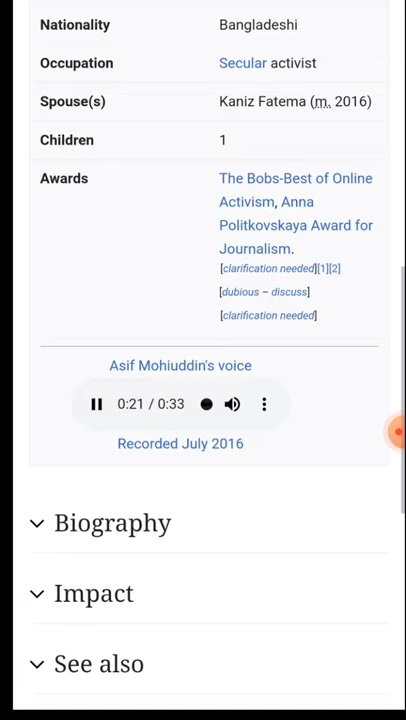 Nationality Bangladeshi
Occupation Secular activist
Spouse(s) Kaniz Fatema (m. 2016)
Children 1
Awards The Bobs-Best of Online
Activism, Anna
Politkovskaya Award for
Journalism.
[clarification needed][1][2]
[dubious – discuss]
[clarification needed]
Asif Mohiuddin's voice
0:21 / 0:33
Recorded July 2016
Biography
Impact
See also